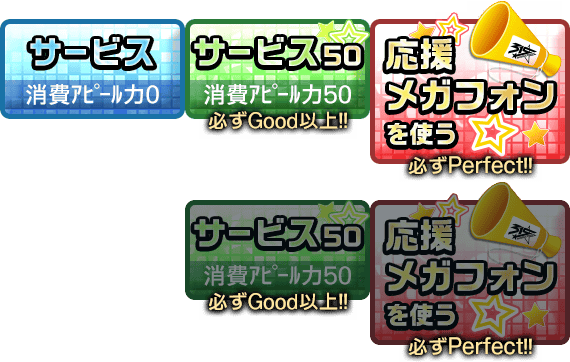 サービス
消費ｱﾋﾟｰﾙ力0
サービス50
消費ｱﾋﾟｰﾙ力50
必ずGood以上!!
応援
メガフォン
を使う
必ずPerfect!!
サービス50
消費ｱﾋﾟｰﾙ力50
必ずGood以上!!
応援
メガフォン
を使う
必ずPerfect!!